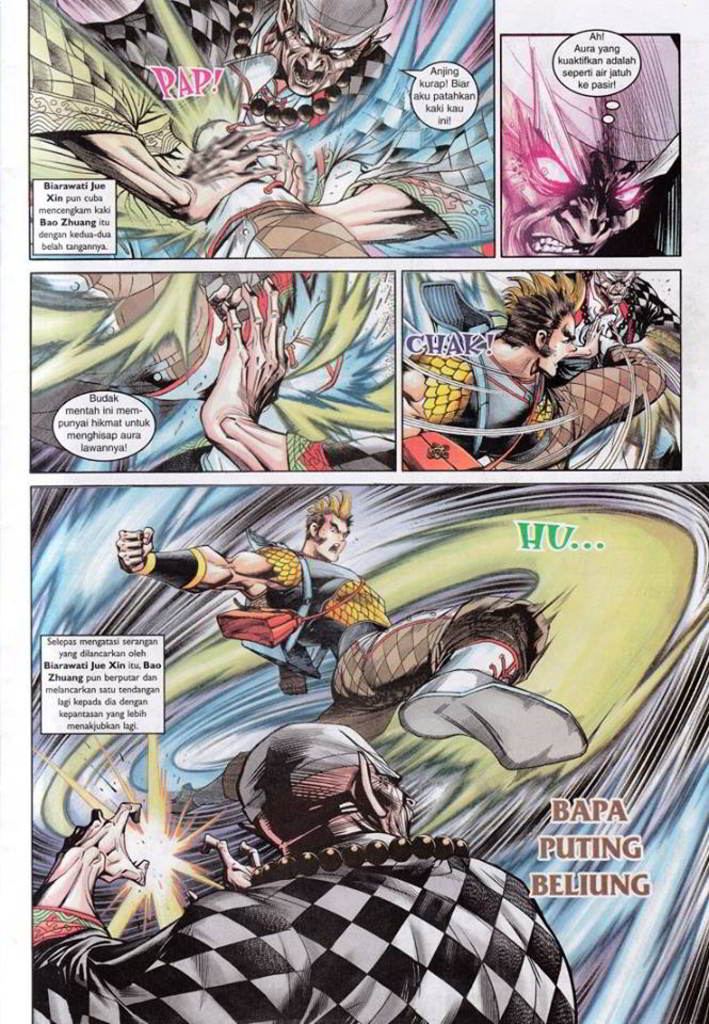 PAP!
Anjing
kurap! Biar
aku patahkan
kaki kau
ini!
Biarawati Jue
Xin pun cuba
mencengkam kaki
Bao Zhuang itu
dengan kedua-dua
belah tangannya.
Ah!
Aura yang
kuaktifkan adalah
seperti air jatuh
ke pasir!
Budak
mentah ini mem-
punyai hikmat untuk
menghisap aura
lawannya!
CHAK!
HU...
Selepas mengatasi serangan
yang dilancarkan oleh
Biarawati Jue Xin itu, Bao
Zhuang pun berputar dan
melancarkan satu tendangan
lagi kepada dia dengan
kepantasan yang lebih
menakjubkan lagi.
BAPA
PUTING
BELIUNG